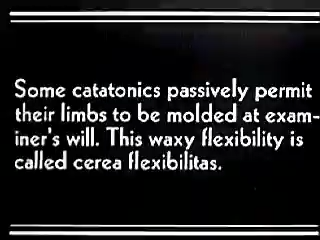 Some catatonics passively permit
their limbs to be molded at exam-
iner's will. This waxy flexibility is
called cerea flexibilitas.